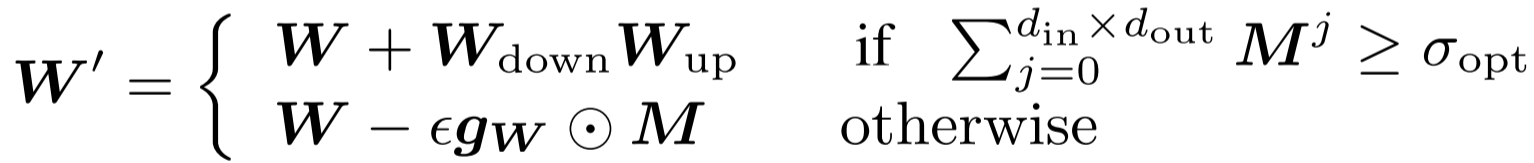 W′ = { W + W_down W_up if ∑_{j=0}^{d_in × d_out} M^j ≥ σ_opt
W − ϵg_W ⊙ M otherwise